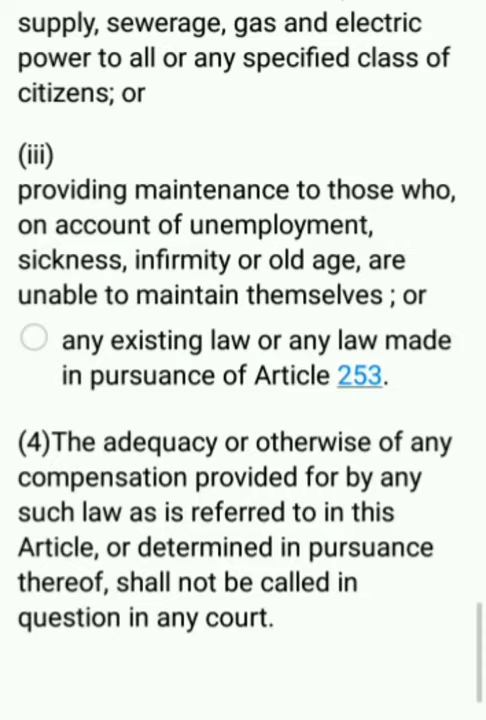 supply, sewerage, gas and electric
power to all or any specified class of
citizens; or
(iii)
providing maintenance to those who,
on account of unemployment,
sickness, infirmity or old age, are
unable to maintain themselves ; or
any existing law or any law made
in pursuance of Article 253.
(4)The adequacy or otherwise of any
compensation provided for by any
such law as is referred to in this
Article, or determined in pursuance
thereof, shall not be called in
question in any court.